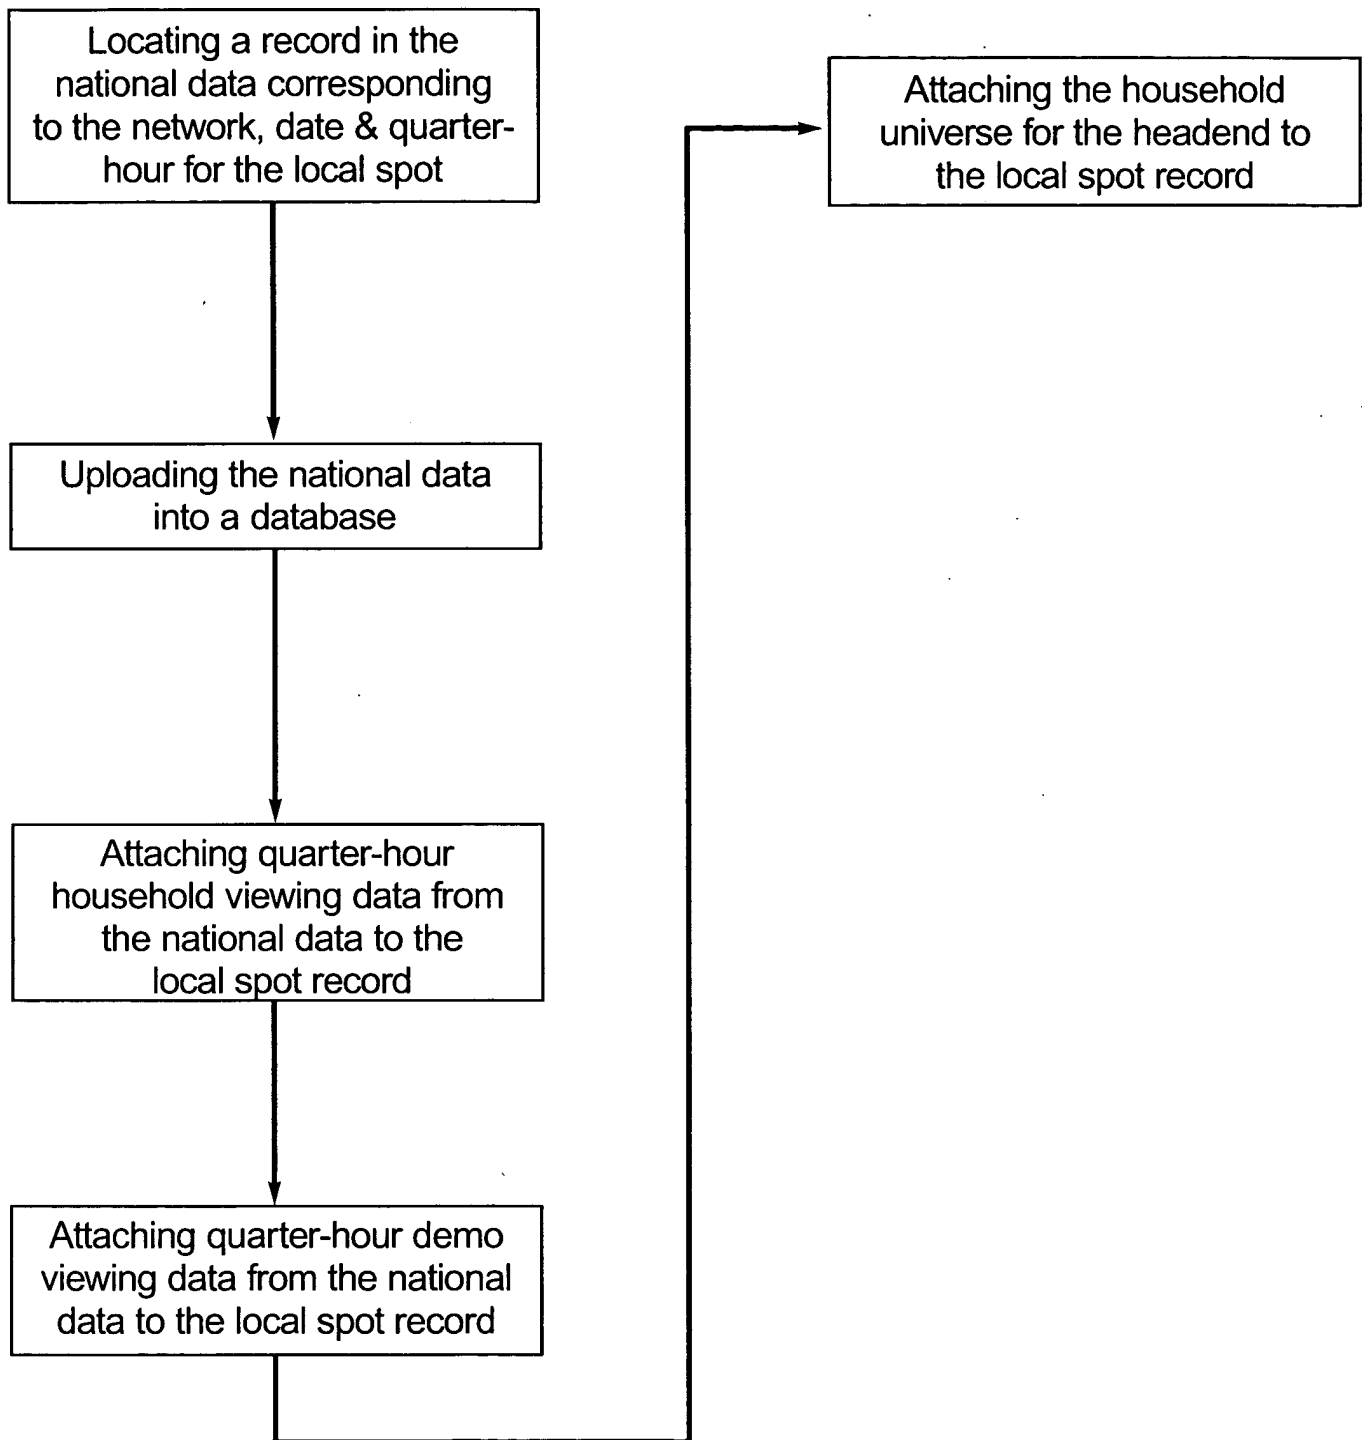 Locating a record in the
national data corresponding
to the network, date & quarter-
hour for the local spot
Uploading the national data
into a database
Attaching quarter-hour
household viewing data from
the national data to the
local spot record
Attaching quarter-hour demo
viewing data from the national
data to the local spot record
Attaching the household
universe for the headend to
the local spot record